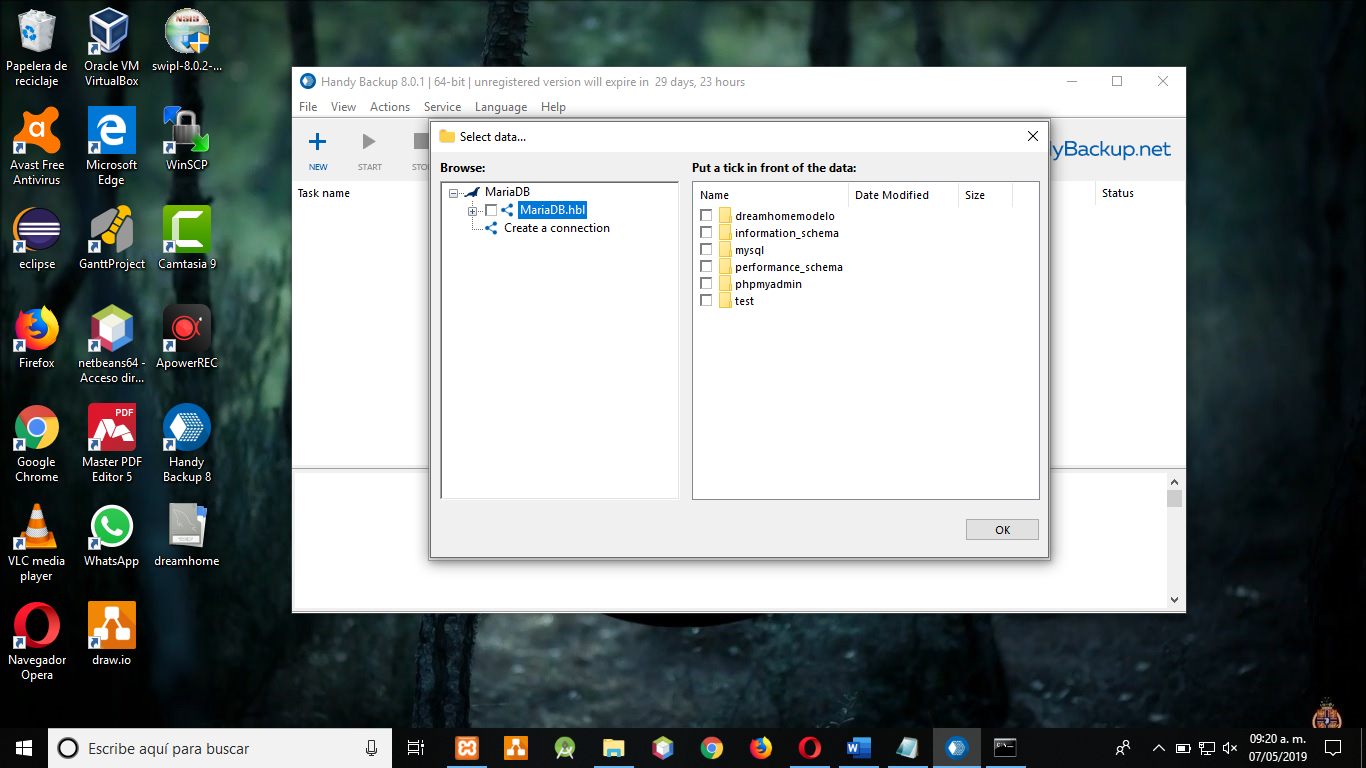 Papelera de
reciclaje
Oracle VM
VirtualBox
NSIS
swipl-8.0.2-...
Avast Free
Antivirus
Microsoft
Edge
WinSCP
eclipse
GanttProject
Camtasia 9
Firefox
netbeans64 -
Acceso dir...
ApowerREC
Google
Chrome
PDF
Master PDF
Editor 5
Handy
Backup 8
VLC media
player
WhatsApp
dreamhome
Navegador
Opera
draw.io
Handy Backup 8.0.1 | 64-bit | unregistered version will expire in 29 days, 23 hours
File View Actions Service Language Help
NEW START STO
yBackup.net
Task name Status
Select data...
Browse:
MariaDB
MariaDB.hbl
Create a connection
Put a tick in front of the data:
Name Date Modified Size
dreamhomemodelo
information_schema
mysql
performance_schema
phpmyadmin
test
OK
Escribe aquí para buscar
09:20 a. m.
07/05/2019